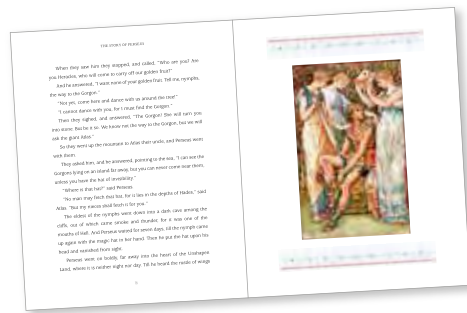 THE STORY OF PERSEUS
When they saw him they stopped, and called, "Who are you? Are
you Heracles, who will come to carry off our golden fruit?"
And he answered, "I want none of your golden fruit. Tell me, nymphs,
the way to the Gorgon."
"Not yet, come here and dance with us around the tree!"
"I cannot dance with you, for I must find the Gorgon."
Then they sighed, and answered, "The Gorgon! She will turn you
into stone. But be it so. We know not the way to the Gorgon, but we will
ask the giant Atlas."
So they went up the mountain to Atlas their uncle, and Perseus went
with them.
They asked him, and he answered, pointing to the sea, "I can see the
Gorgons lying on an island far away, but you can never come near them,
unless you have the hat of invisibility."
"Where is that hat?" said Perseus.
"No man may fetch that hat, for it lies in the depths of Hades," said
Atlas. "But my nieces shall fetch it for you."
The eldest of the nymphs went down into a dark cave among the
cliffs, out of which came smoke and thunder, for it was one of the
mouths of Hell. And Perseus waited for seven days, till the nymph came
up again with the magic hat in her hand. Then he put the hat upon his
head and vanished from sight.
Perseus went on boldly, far away into the heart of the Unshapen
Land, where it is neither night nor day. Till he heard the rustle of wings